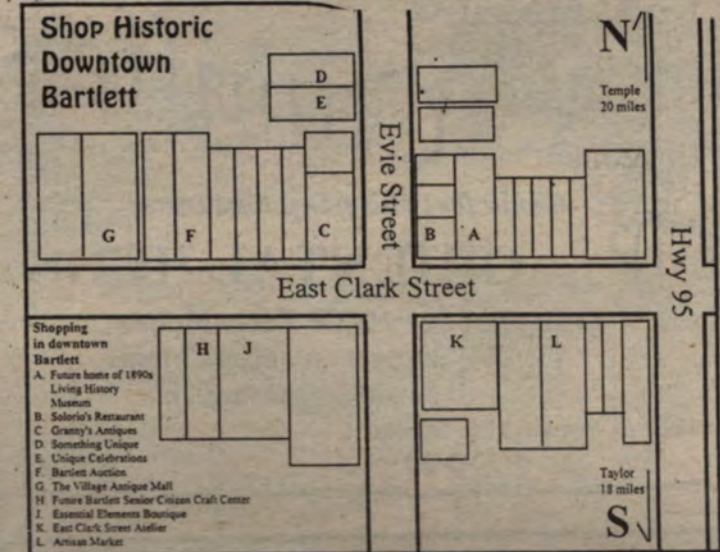 Shop Historic
Downtown
Bartlett
D
E
N
Temple
20 miles
Evie Street
G
F
C
B
A
Hwy 95
East Clark Street
Shopping
in downtown
Bartlett
A. Future home of 1890s
Living History
Museum
B. Solorio's Restaurant
C Granny's Antiques
D. Something Unique
E. Unique Celebrations
F. Bartlett Auction
G The Village Antique Mall
H Future Bartlett Senior Citizen Craft Center
J. Essential Elements Boutique
K. East Clark Street Atelier
L. Artisan Market
H
J
K
L
Taylor
18 miles
S